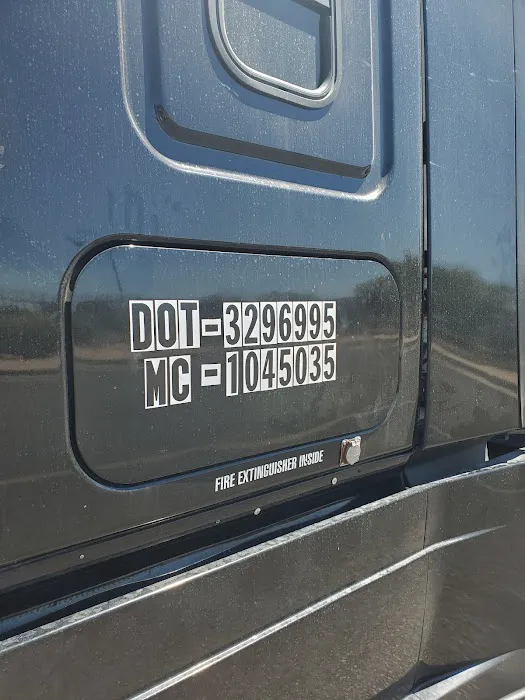 DOT-3296995
MC-1045035
FIRE EXTINGUISHER INSIDE